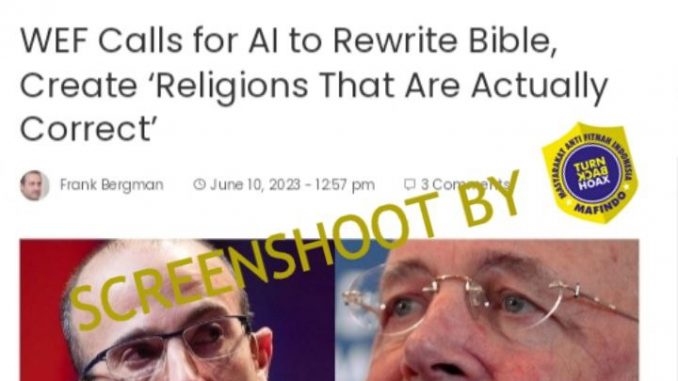 WEF Calls for AI to Rewrite Bible,
Create ‘Religions That Are Actually
Correct’
Frank Bergman
June 10, 2023 - 12:57 pm
3 Comments
SCREENSHOOT BY
MASYARAKAT ANTI FITNAH INDONESIA
TURN
BACK
HOAX
MAFINDO